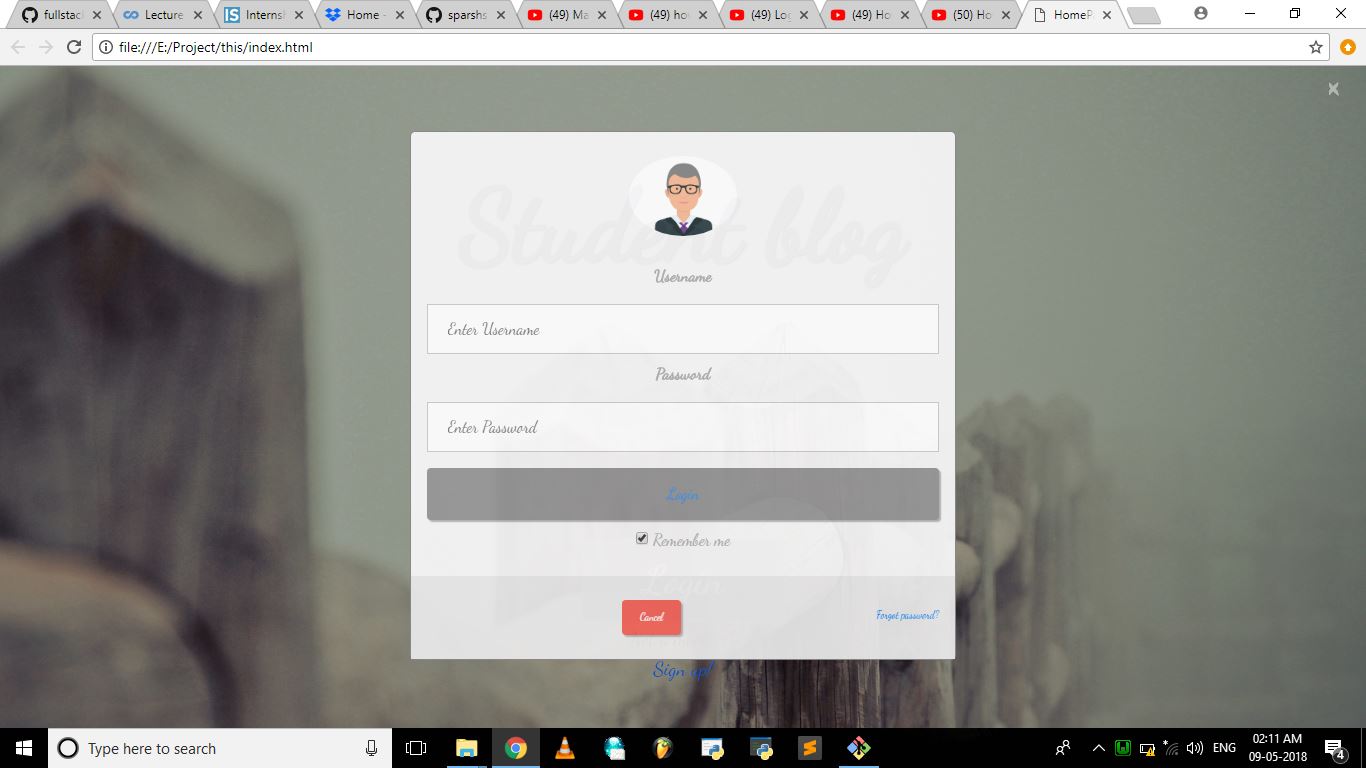 fullstac
Lecture
Internsh
Home -
sparshs
(49) Ma
(49) hov
(49) Log
(49) Ho
(50) Ho
HomeP
file:///E:/Project/this/index.html
x
Student blog
Username
Enter Username
Password
Enter Password
Login
Remember me
Login
Cancel
Forgot password?
Sign up!
Type here to search
ENG
02:11 AM
09-05-2018
4